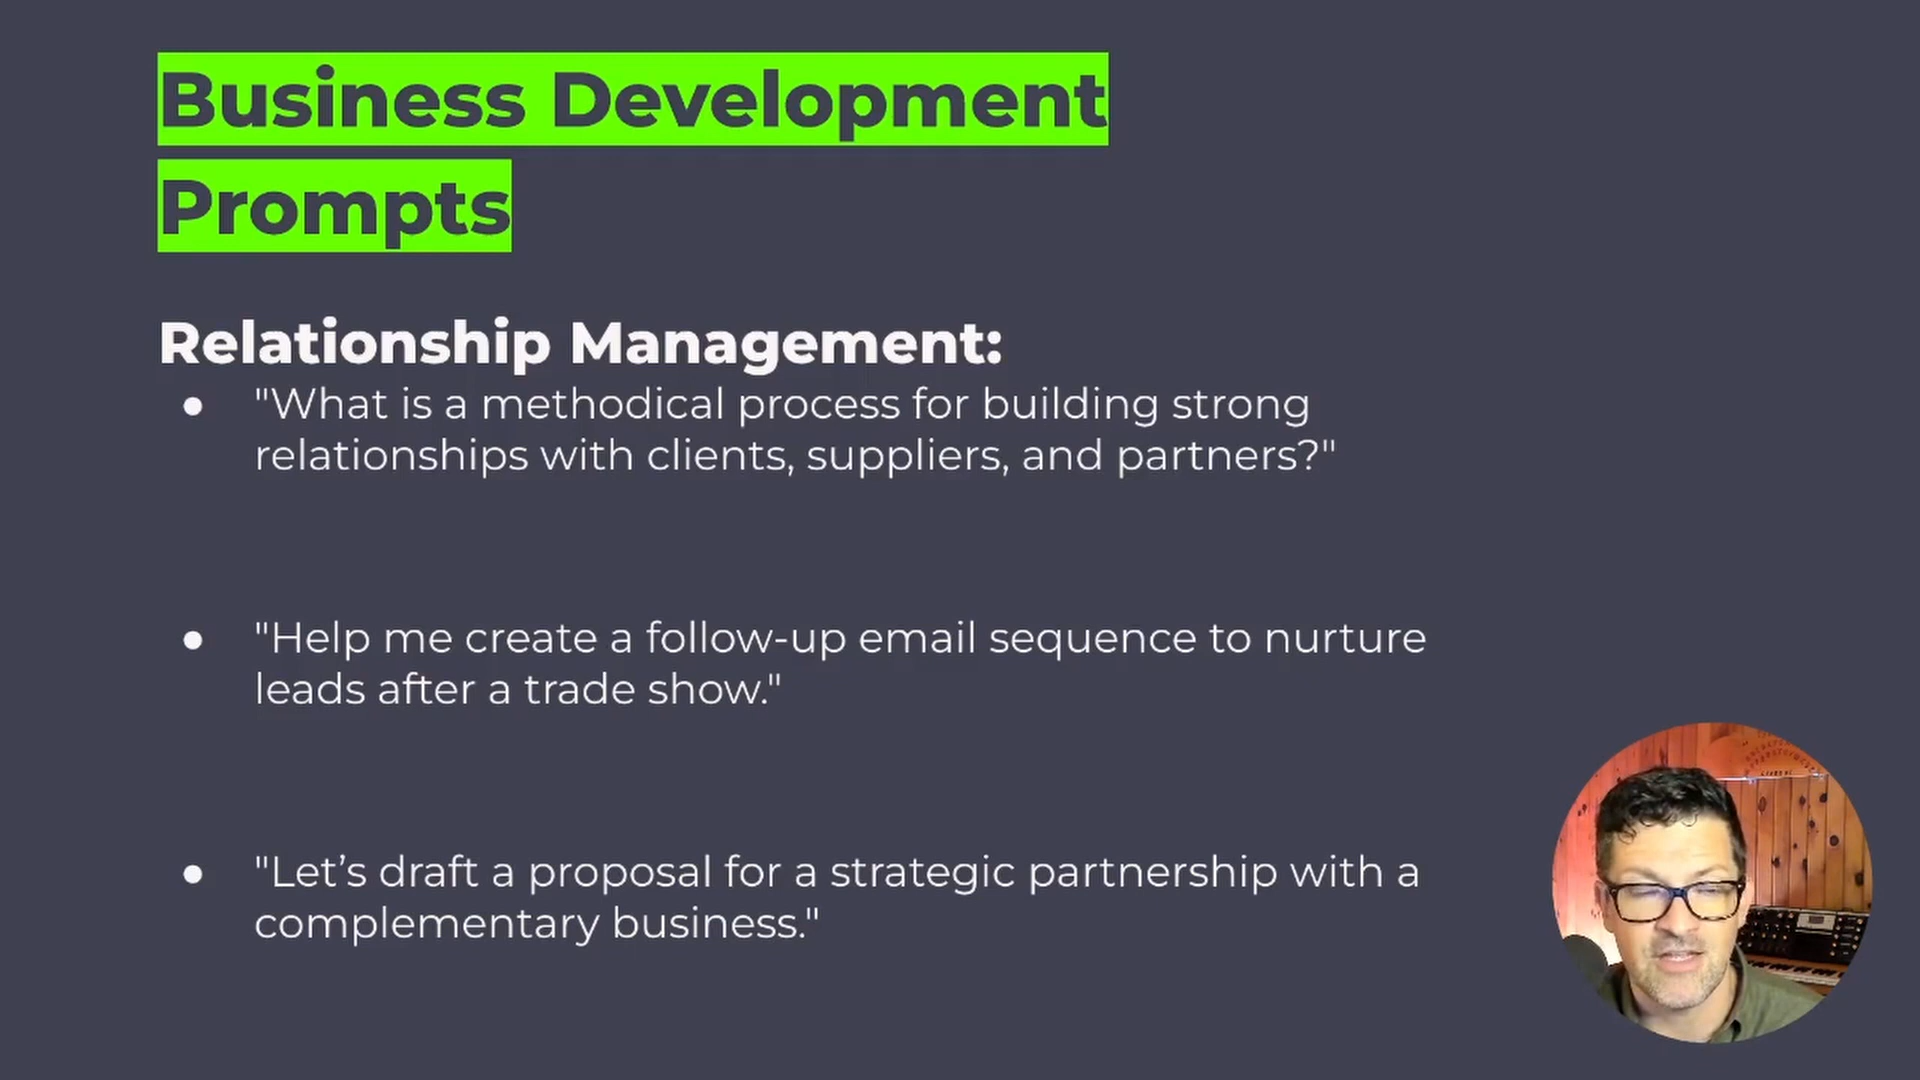 Business Development
Prompts
Relationship Management:
● "What is a methodical process for building strong
relationships with clients, suppliers, and partners?"
● "Help me create a follow-up email sequence to nurture
leads after a trade show."
● "Let’s draft a proposal for a strategic partnership with a
complementary business."